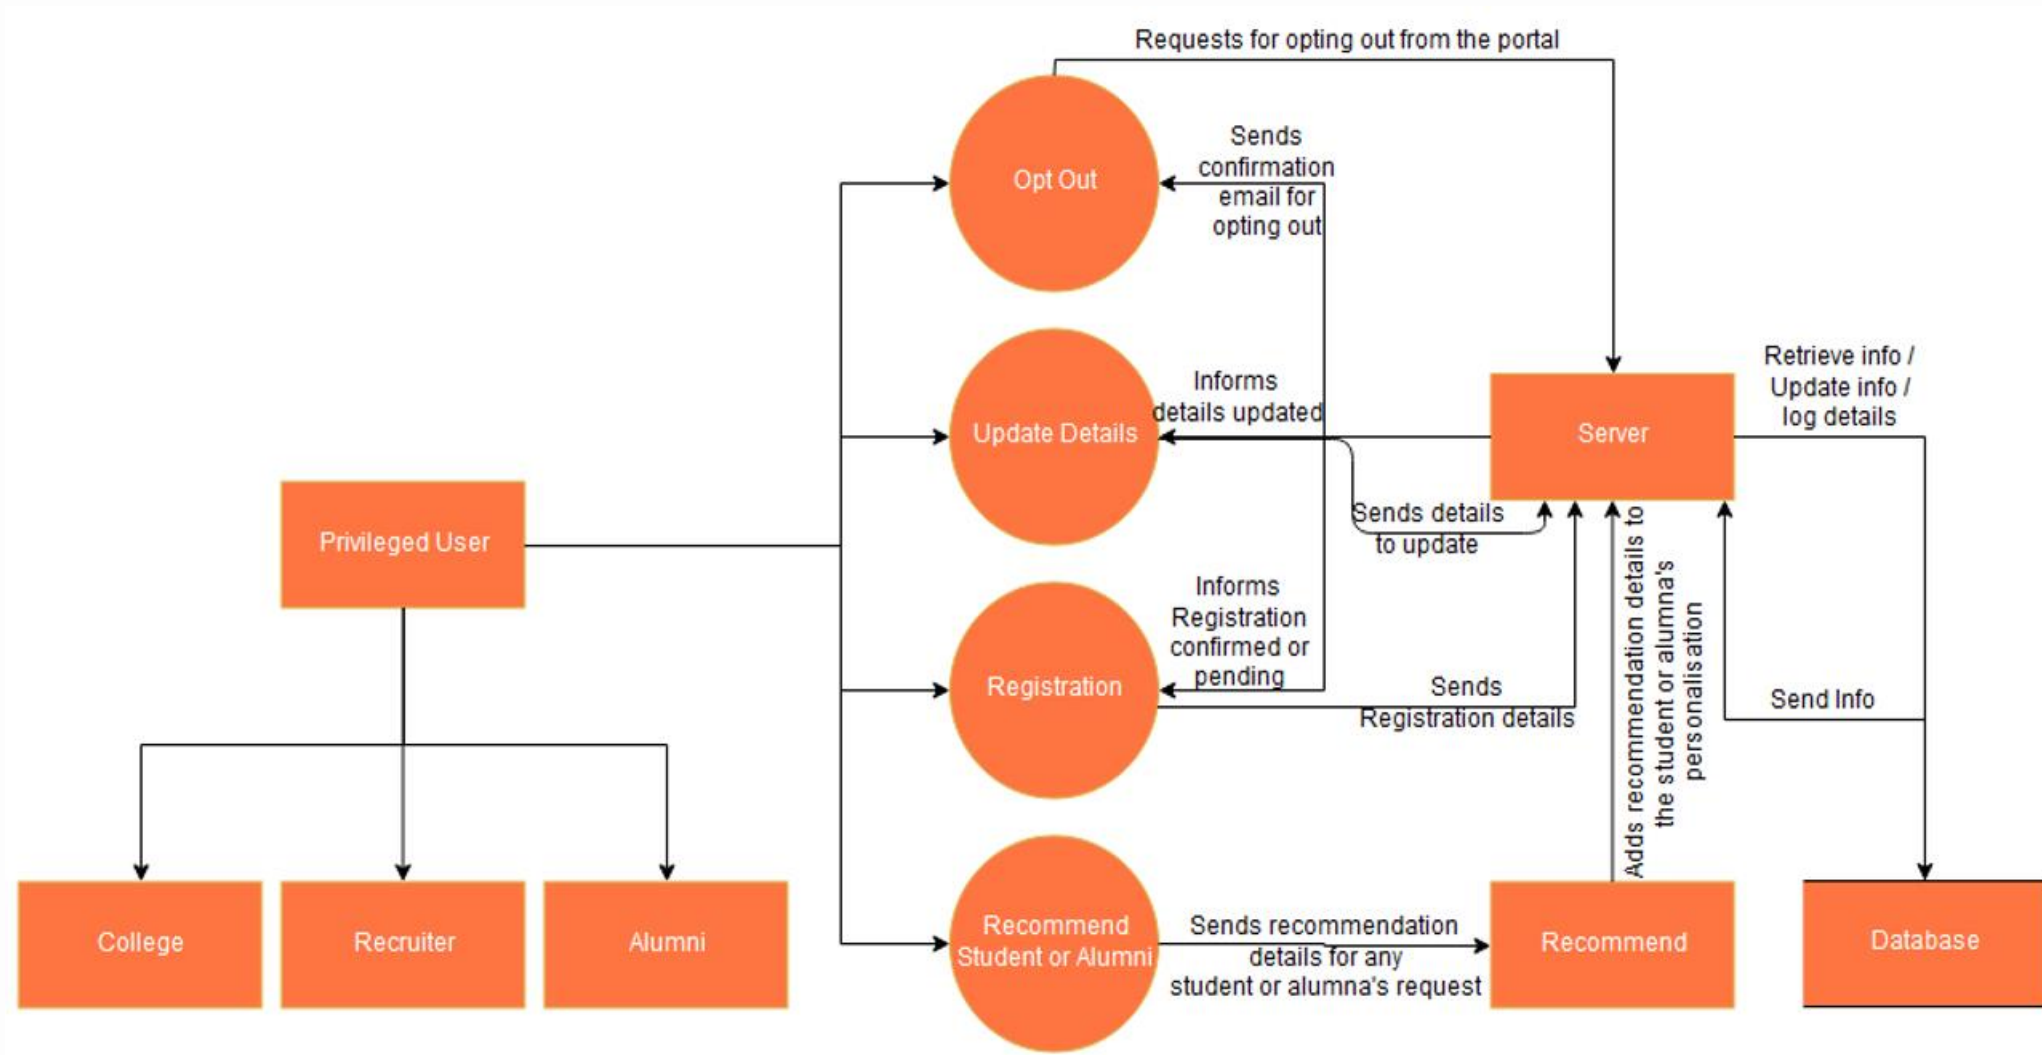 Requests for opting out from the portal
Opt Out
Sends
confirmation
email for
opting out
Update Details
Informs
details updated
Server
Retrieve info /
Update info /
log details
Privileged User
Sends details
to update
Registration
Informs
Registration
confirmed or
pending
Sends
Registration details
Adds recommendation details to
the student or alumna's
personalisation
Send Info
College
Recruiter
Alumni
Recommend
Student or Alumni
Sends recommendation
details for any
student or alumna's request
Recommend
Database